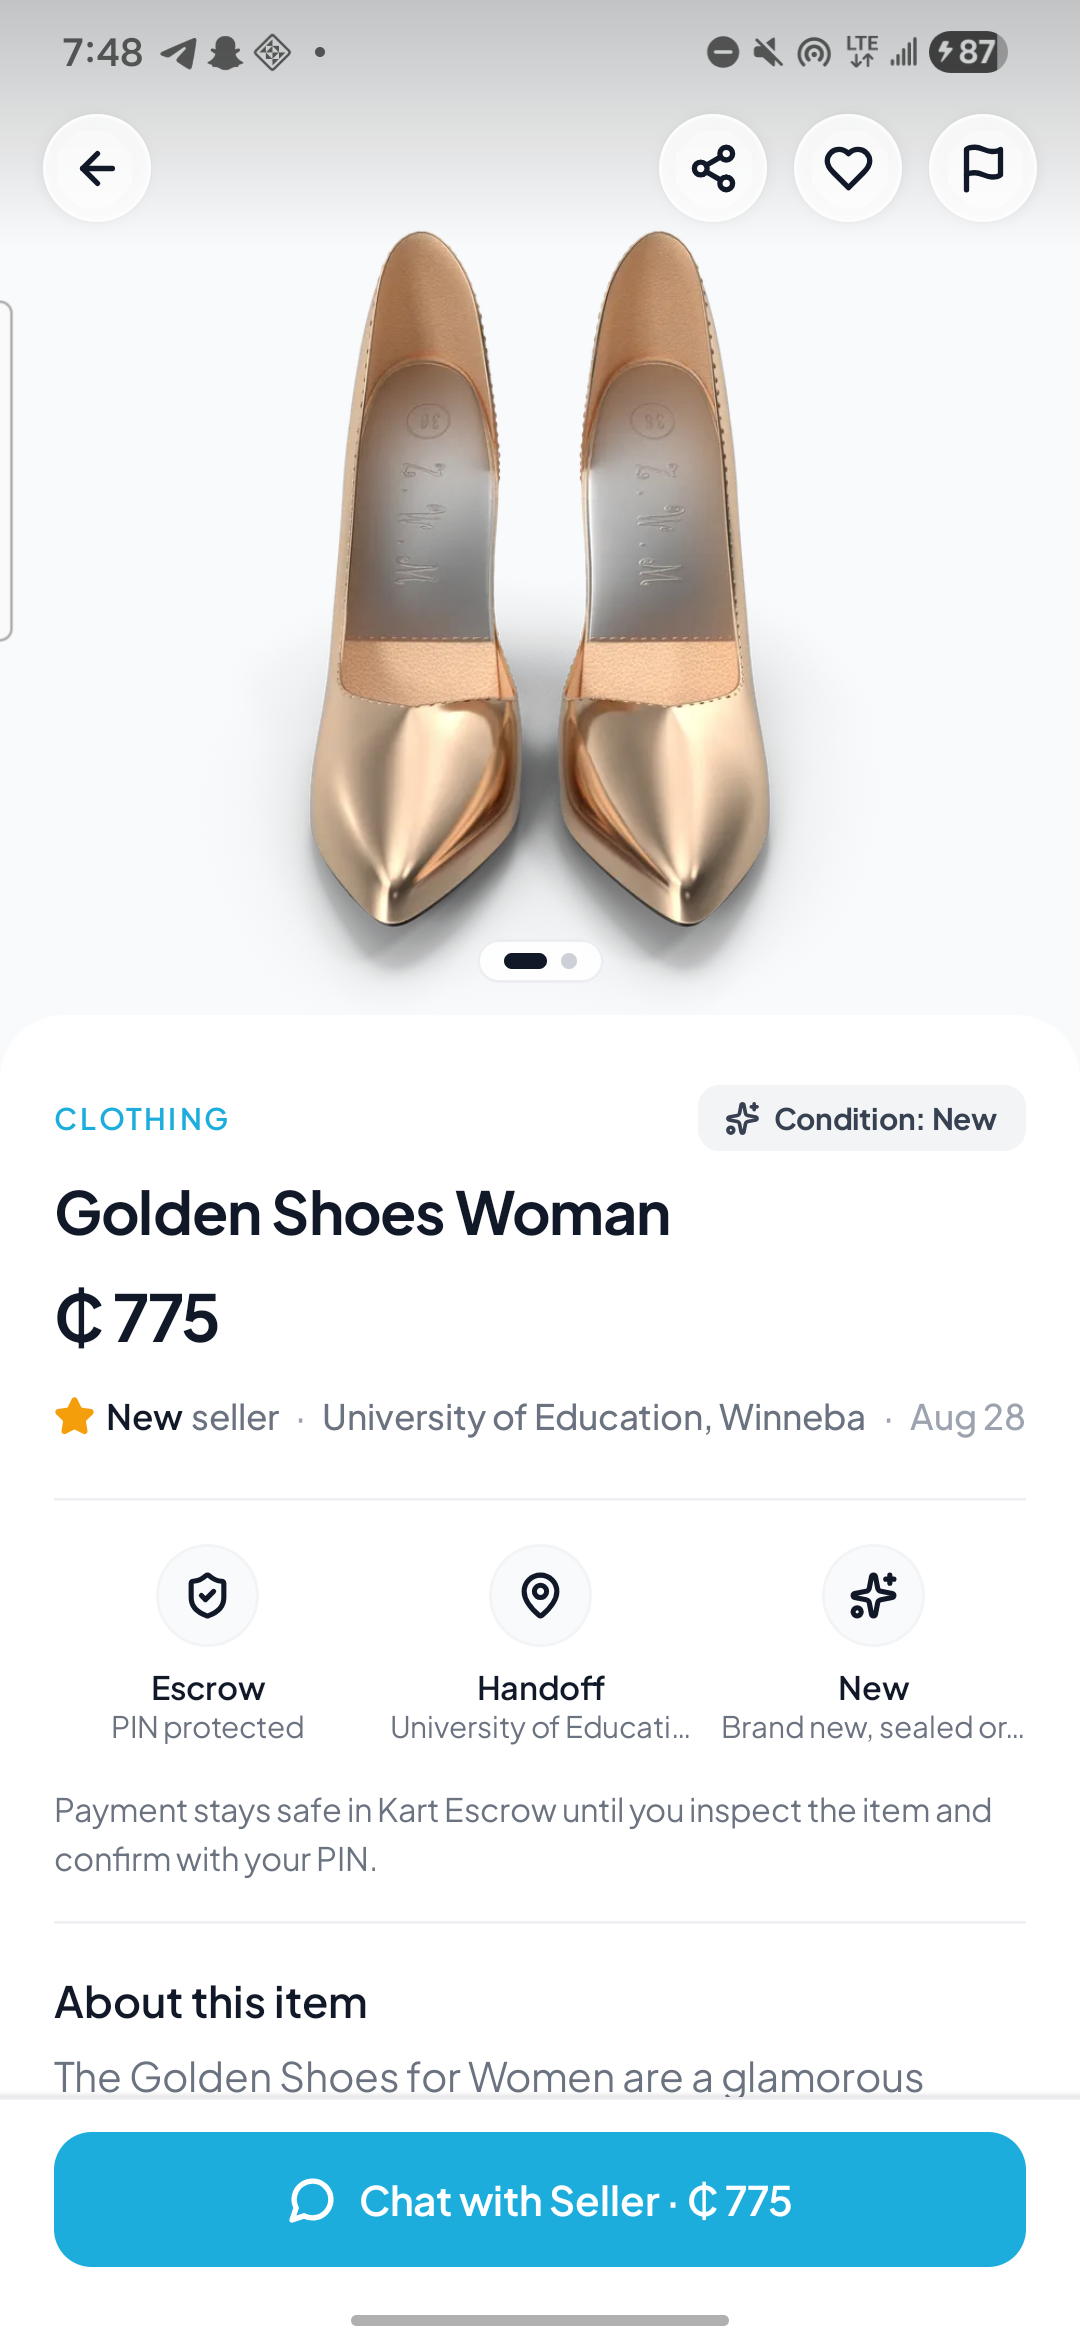 7:48
LTE
87
36
36
Z.W.M
Z.W.M
CLOTHING
Condition: New
Golden Shoes Woman
₵ 775
New seller · University of Education, Winneba · Aug 28
Escrow
Handoff
New
PIN protected
University of Educati...
Brand new, sealed or...
Payment stays safe in Kart Escrow until you inspect the item and
confirm with your PIN.
About this item
The Golden Shoes for Women are a glamorous
Chat with Seller · ₵ 775